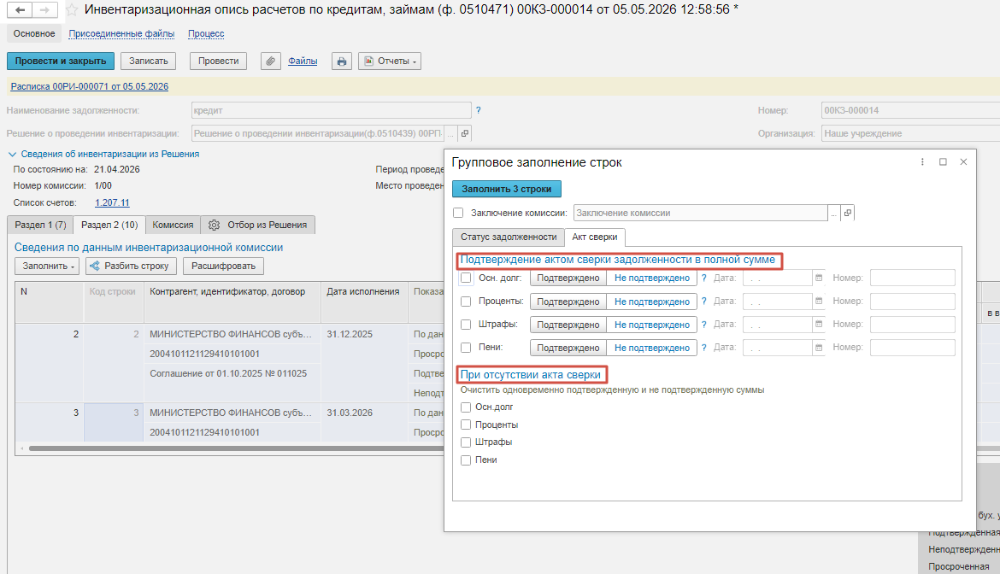 Инвентаризационная опись расчетов по кредитам, займам (ф. 0510471) 00КЗ-000014 от 05.05.2026 12:58:56 *
Основное Присоединенные файлы Процесс
Провести и закрыть Записать Провести Файлы Отчеты
Расписка 00РИ-000071 от 05.05.2026
Наименование задолженности: кредит ? Номер: 00КЗ-000014
Решение о проведении инвентаризации: Решение о проведении инвентаризации(ф.0510439) 00РП- ... Организация: Наше учреждение
Сведения об инвентаризации из Решения
По состоянию на: 21.04.2026 Период проведе
Номер комиссии: 1/00 Место проведен
Список счетов: 1.207.11
Раздел 1 (7) Раздел 2 (10) Комиссия Отбор из Решения
Сведения по данным инвентаризационной комиссии
Заполнить Разбить строку Расшифровать
N Код строки Контрагент, идентификатор, договор Дата исполнения Показа
в в
2 2 МИНИСТЕРСТВО ФИНАНСОВ субъ... 31.12.2025 По дан
2004101121129410101001 Просро
Соглашение от 01.10.2025 № 011025 Подтве
Неподт
3 3 МИНИСТЕРСТВО ФИНАНСОВ субъ... 31.03.2026 По дан
2004101121129410101001 Просро
Групповое заполнение строк
Заполнить 3 строки
Заключение комиссии: Заключение комиссии ...
Статус задолженности Акт сверки
Подтверждение актом сверки задолженности в полной сумме
Осн. долг: Подтверждено Не подтверждено ? Дата: . . Номер:
Проценты: Подтверждено Не подтверждено ? Дата: . . Номер:
Штрафы: Подтверждено Не подтверждено ? Дата: . . Номер:
Пени: Подтверждено Не подтверждено ? Дата: . . Номер:
При отсутствии акта сверки
Очистить одновременно подтвержденную и не подтвержденную суммы
Осн.долг
Проценты
Штрафы
Пени
бух. у
Подтвержденная
Неподтвержденн
Просроченная